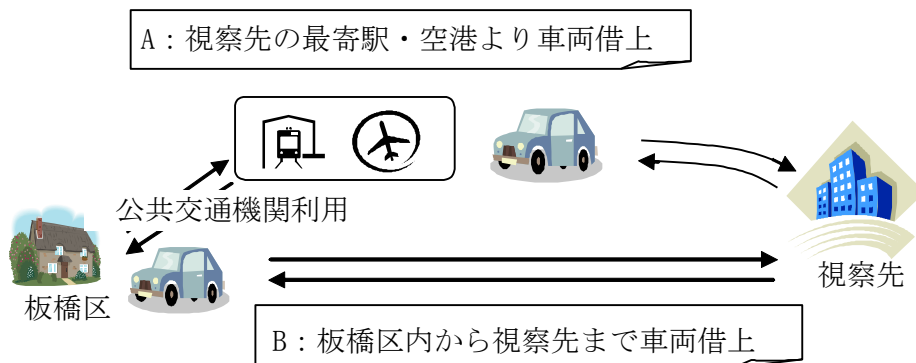 A：視察先の最寄駅・空港より車両借上
公共交通機関利用
板橋区
視察先
B：板橋区内から視察先まで車両借上